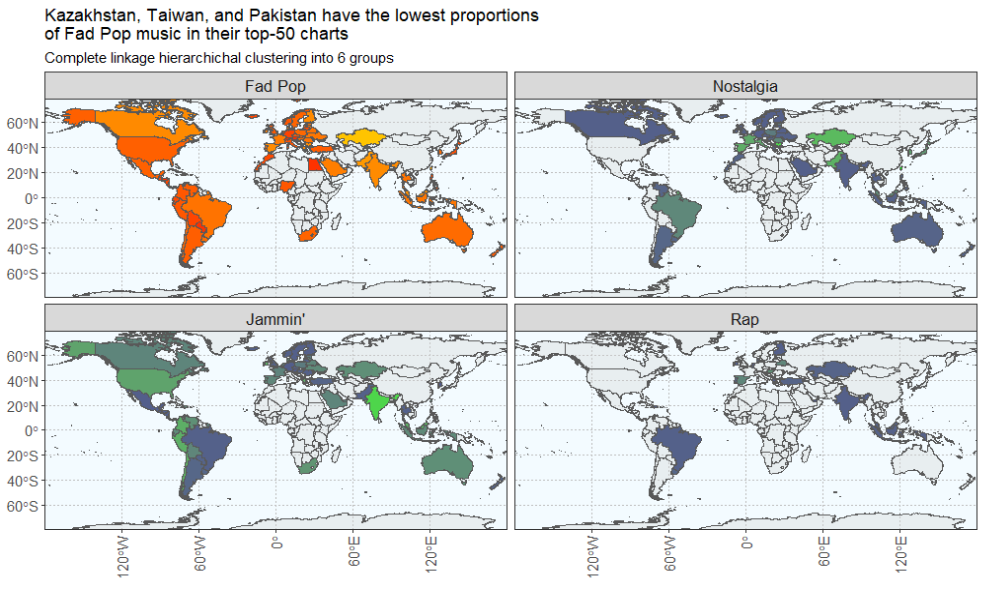 Kazakhstan, Taiwan, and Pakistan have the lowest proportions
of Fad Pop music in their top-50 charts
Complete linkage hierarchichal clustering into 6 groups
Fad Pop
Nostalgia
60°N
40°N
20°N
0°
20°S
40°S
60°S
Jammin'
Rap
60°N
40°N
20°N
0°
20°S
40°S
60°S
120°W
60°W
0°
60°E
120°E
120°W
60°W
0°
60°E
120°E